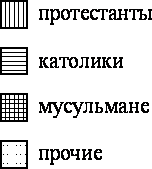 протестанты
католики
мусульмане
прочие